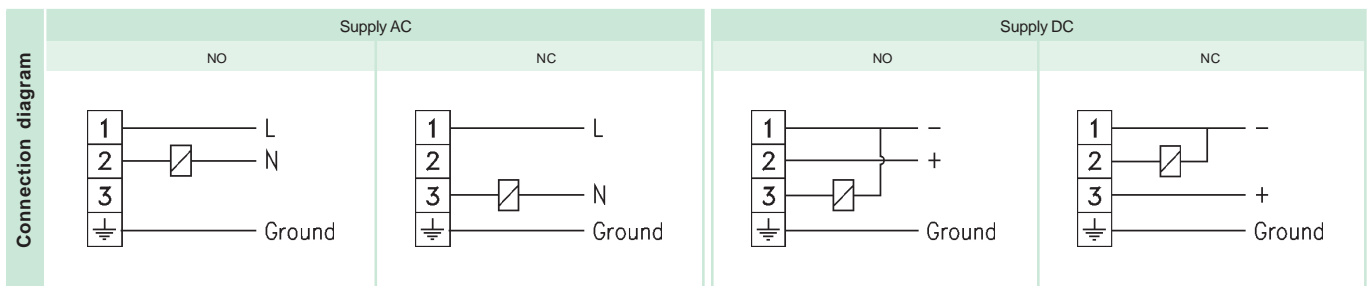 Connection diagram
Supply AC
NO
1 L
2 N
3
Ground
NC
1 L
2
3 N
Ground
Supply DC
NO
1 −
2 +
3
Ground
NC
1 −
2
3 +
Ground